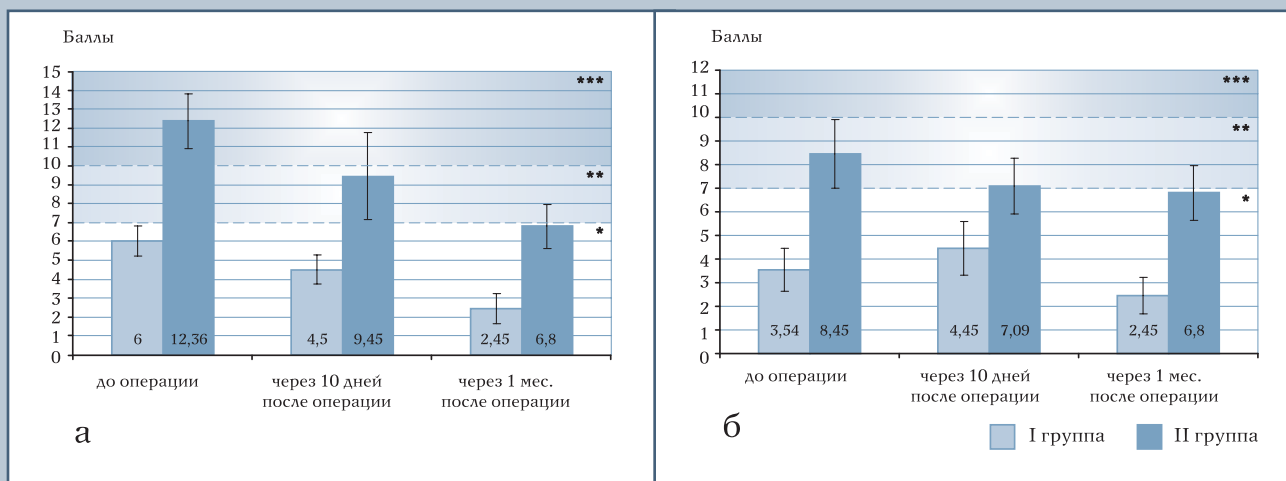 Баллы
15
14
13
12
11
10
9
8
7
6
5
4
3
2
1
0
***
**
*
6
12,36
4,5
9,45
2,45
6,8
до операции
через 10 дней
после операции
через 1 мес.
после операции
а
Баллы
12
11
10
9
8
7
6
5
4
3
2
1
0
***
**
*
3,54
8,45
4,45
7,09
2,45
6,8
до операции
через 10 дней
после операции
через 1 мес.
после операции
б
I группа
II группа